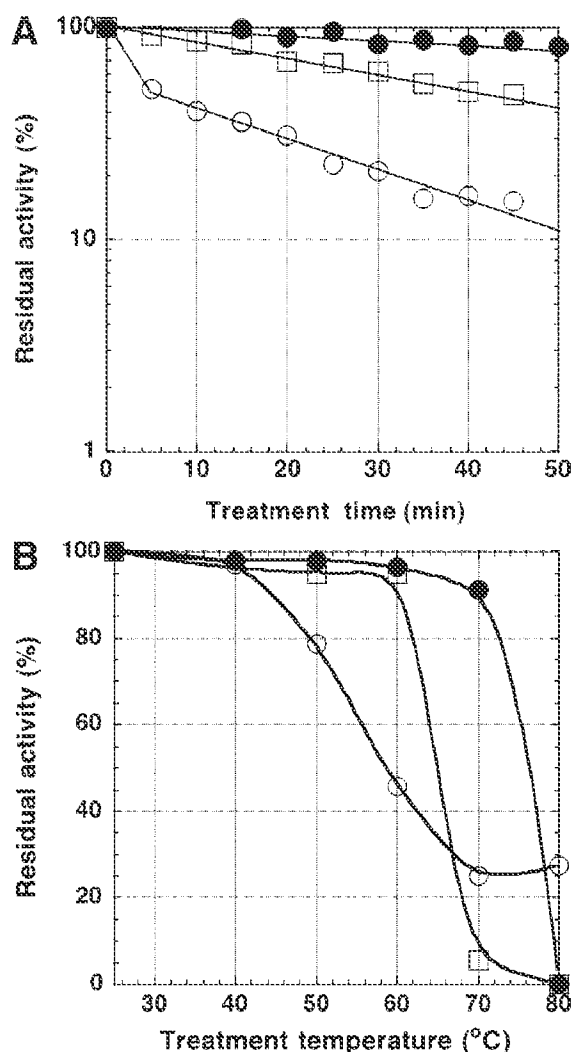 A
Residual activity (%)
100
10
1
0 10 20 30 40 50
Treatment time (min)
B
Residual activity (%)
100
80
60
40
20
0
30 40 50 60 70 80
Treatment temperature (°C)